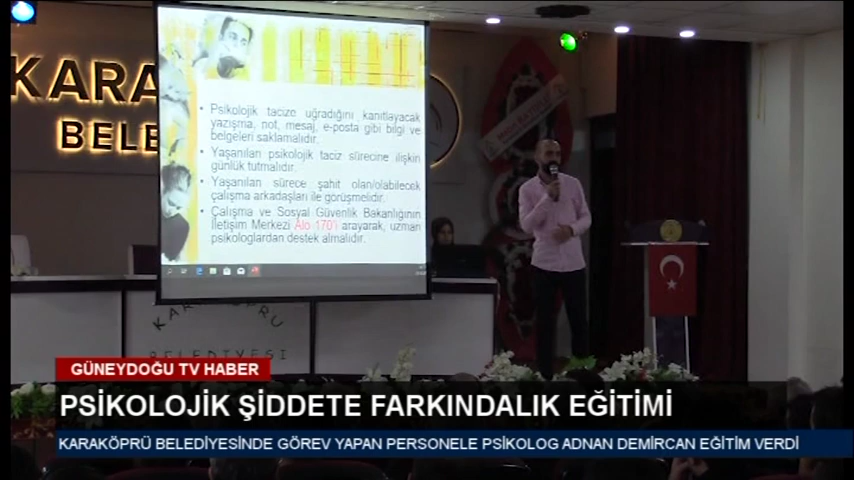 KARA
BELE
• Psikolojik tacize uğradığını kanıtlayacak
yazışma, not, mesaj, e-posta gibi bilgi ve
belgeleri saklamalıdır.
• Yaşanılan psikolojik taciz sürecine ilişkin
günlük tutmalıdır.
• Yaşanılan sürece şahit olan/olabilecek
çalışma arkadaşları ile görüşmelidir.
• Çalışma ve Sosyal Güvenlik Bakanlığının
İletişim Merkezi Alo 170'i arayarak, uzman
psikologlardan destek almalıdır.
KARAKÖPRÜ
BELEDİYESİ
GÜNEYDOĞU TV HABER
PSİKOLOJİK ŞİDDETE FARKINDALIK EĞİTİMİ
KARAKÖPRÜ BELEDİYESİNDE GÖREV YAPAN PERSONELE PSİKOLOG ADNAN DEMİRCAN EĞİTİM VERDİ